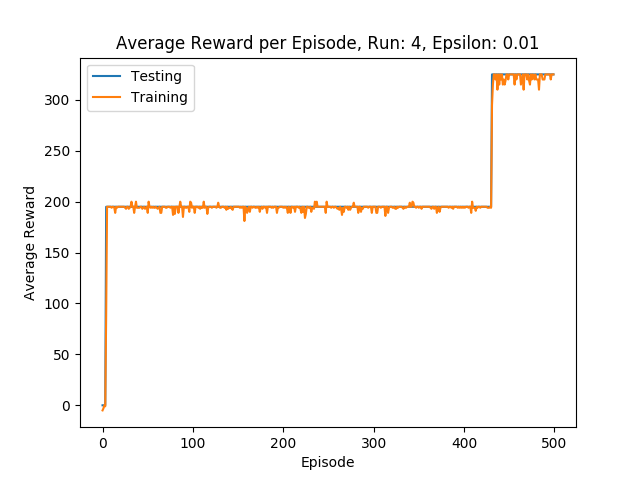 Average Reward per Episode, Run: 4, Epsilon: 0.01
Testing
Training
Average Reward
300
250
200
150
100
50
0
0 100 200 300 400 500
Episode